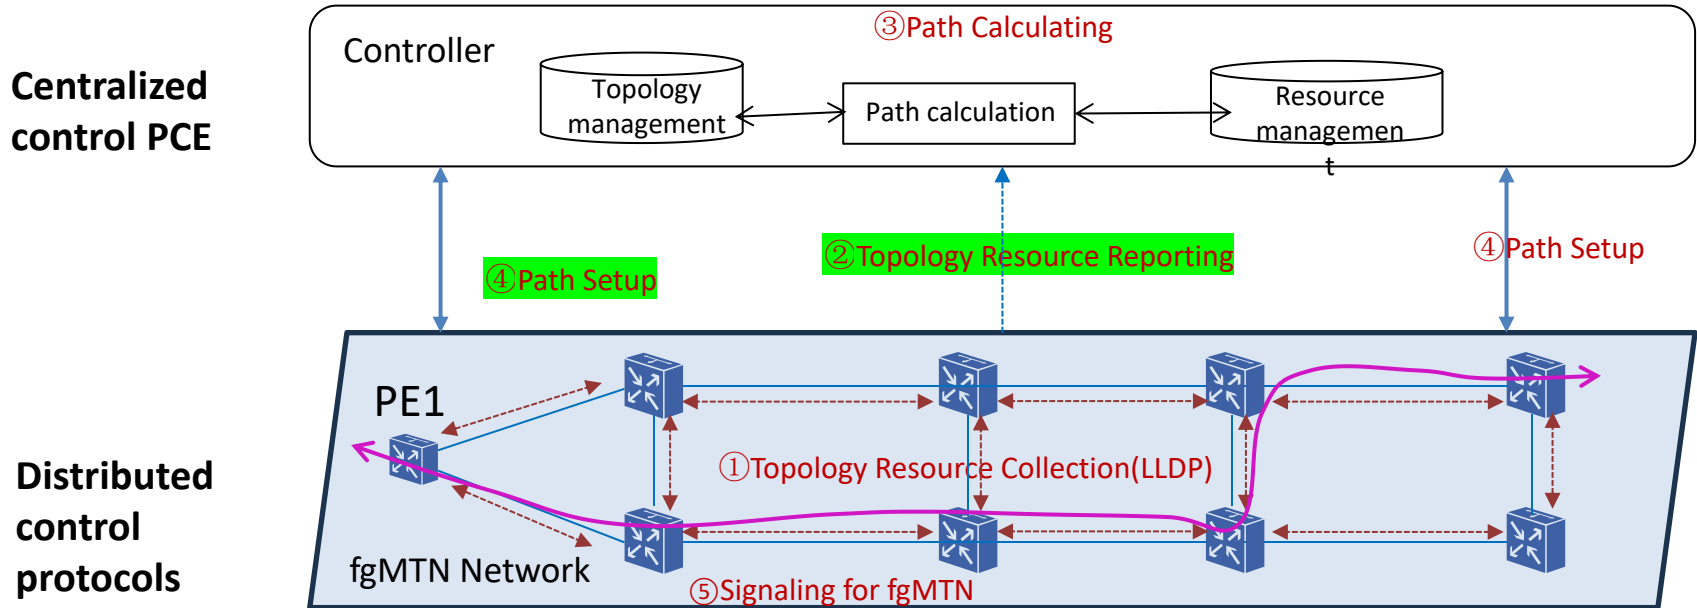 ③Path Calculating
Controller
Centralized
control PCE
Topology
management
Path calculation
Resource
managemen
t
②Topology Resource Reporting
④Path Setup
④Path Setup
PE1
①Topology Resource Collection(LLDP)
Distributed
control
protocols
fgMTN Network
⑤Signaling for fgMTN